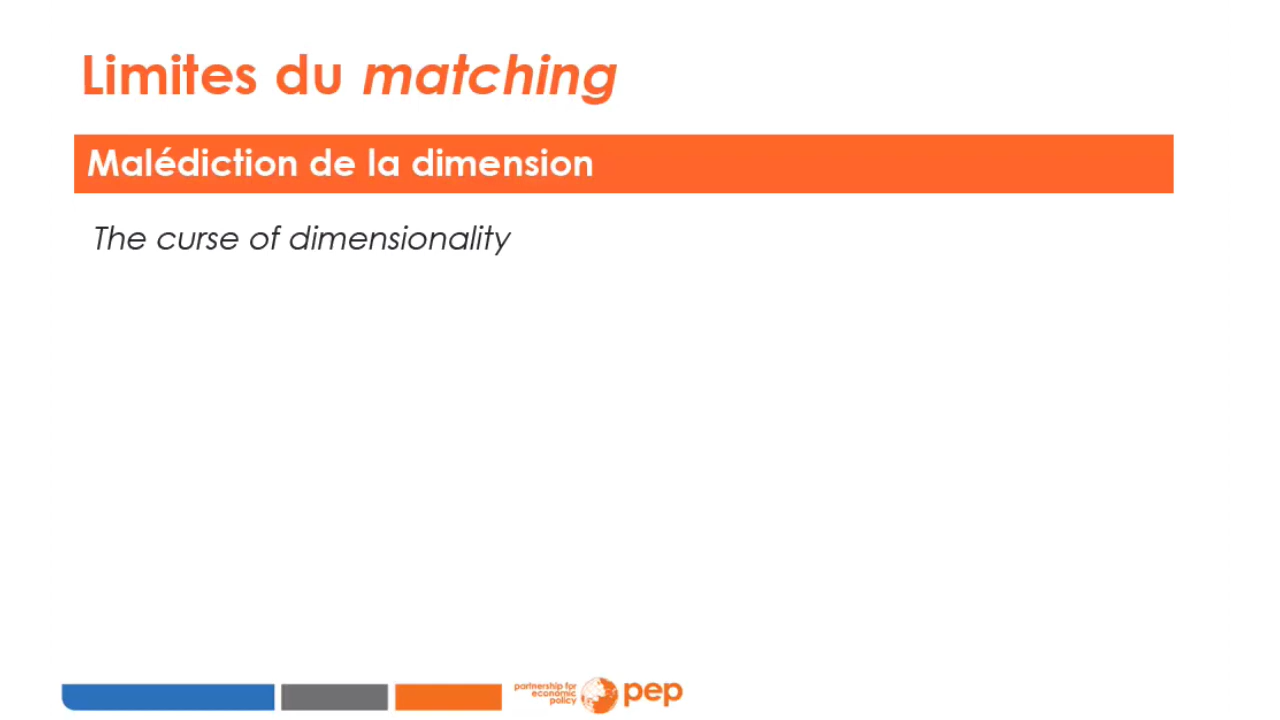 Limites du matching
Malédiction de la dimension
The curse of dimensionality
partnership for
economic
policy
pep